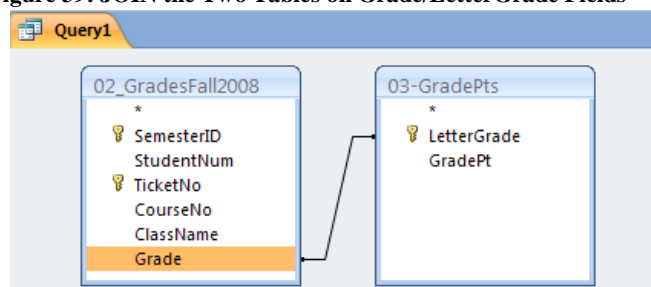 igure 39. JOIN the Two Tables on Grade/LetterGrade Fields
Query1
02_GradesFall2008
*
SemesterID
StudentNum
TicketNo
CourseNo
ClassName
Grade
03-GradePts
*
LetterGrade
GradePt